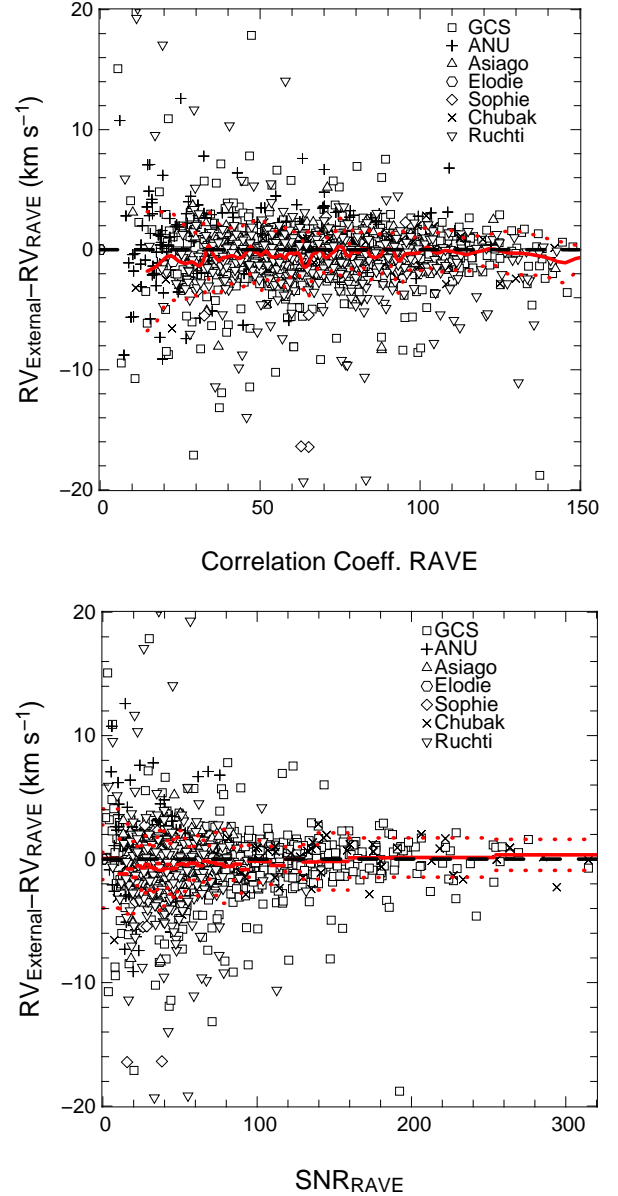 20
10
0
−10
−20
RV_External−RV_RAVE (km s⁻¹)
GCS
ANU
Asiago
Elodie
Sophie
Chubak
Ruchti
0
50
100
150
Correlation Coeff. RAVE
20
10
0
−10
−20
RV_External−RV_RAVE (km s⁻¹)
GCS
ANU
Asiago
Elodie
Sophie
Chubak
Ruchti
0
100
200
300
SNR_RAVE